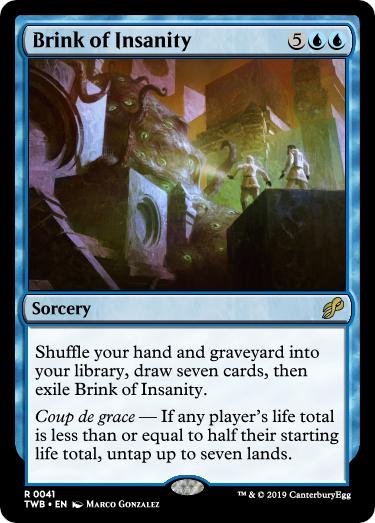 Brink of Insanity 5
Sorcery
Shuffle your hand and graveyard into
your library, draw seven cards, then
exile Brink of Insanity.
Coup de grace — If any player's life total
is less than or equal to half their starting
life total, untap up to seven lands.
R 0041
TWB • EN Marco Gonzalez
™ & © 2019 CanterburyEgg